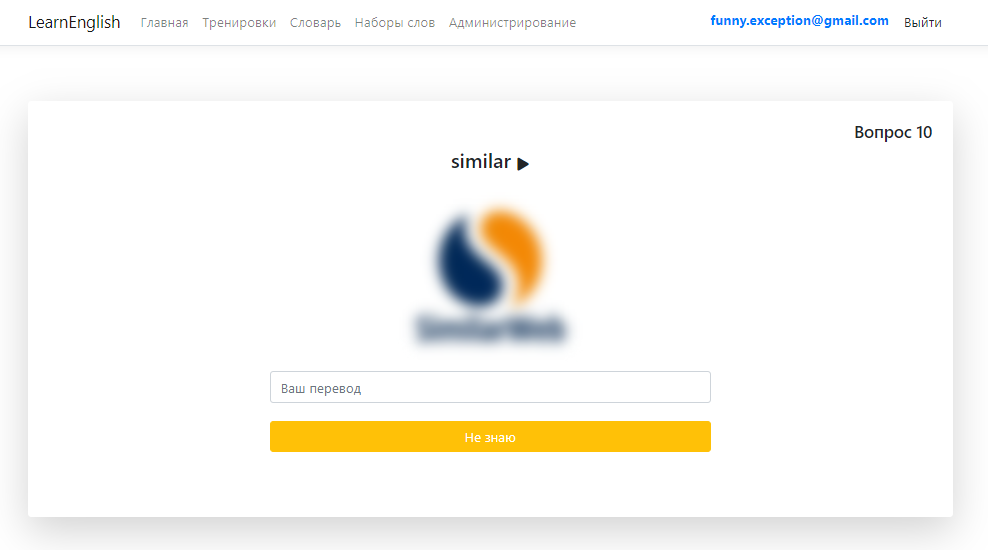 LearnEnglish Главная Тренировки Словарь Наборы слов Администрирование funny.exception@gmail.com Выйти
Вопрос 10
similar
SimilarWeb
Ваш перевод
Не знаю